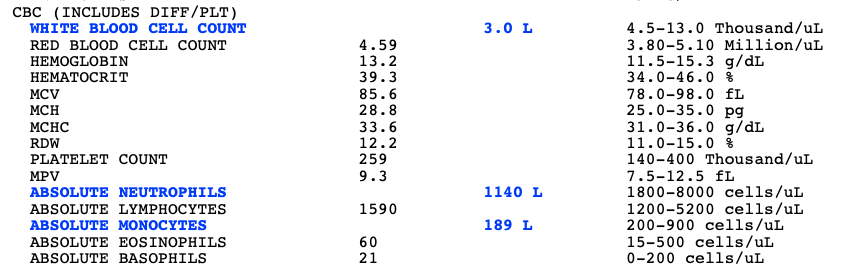 CBC (INCLUDES DIFF/PLT)
WHITE BLOOD CELL COUNT 3.0 L 4.5-13.0 Thousand/uL
RED BLOOD CELL COUNT 4.59 3.80-5.10 Million/uL
HEMOGLOBIN 13.2 11.5-15.3 g/dL
HEMATOCRIT 39.3 34.0-46.0 %
MCV 85.6 78.0-98.0 fL
MCH 28.8 25.0-35.0 pg
MCHC 33.6 31.0-36.0 g/dL
RDW 12.2 11.0-15.0 %
PLATELET COUNT 259 140-400 Thousand/uL
MPV 9.3 7.5-12.5 fL
ABSOLUTE NEUTROPHILS 1140 L 1800-8000 cells/uL
ABSOLUTE LYMPHOCYTES 1590 1200-5200 cells/uL
ABSOLUTE MONOCYTES 189 L 200-900 cells/uL
ABSOLUTE EOSINOPHILS 60 15-500 cells/uL
ABSOLUTE BASOPHILS 21 0-200 cells/uL